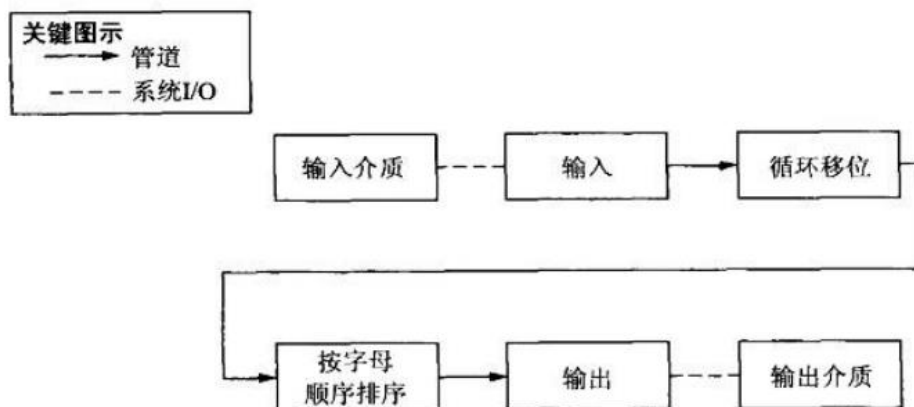 关键图示
管道
系统I/O
输入介质
输入
循环移位
按字母
顺序排序
输出
输出介质